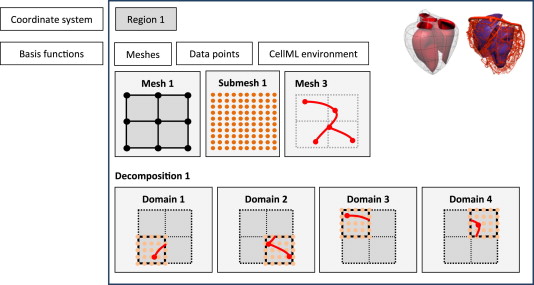 Coordinate system
Region 1
Basis functions
Meshes
Data points
CellML environment
Mesh 1
Submesh 1
Mesh 3
Decomposition 1
Domain 1
Domain 2
Domain 3
Domain 4